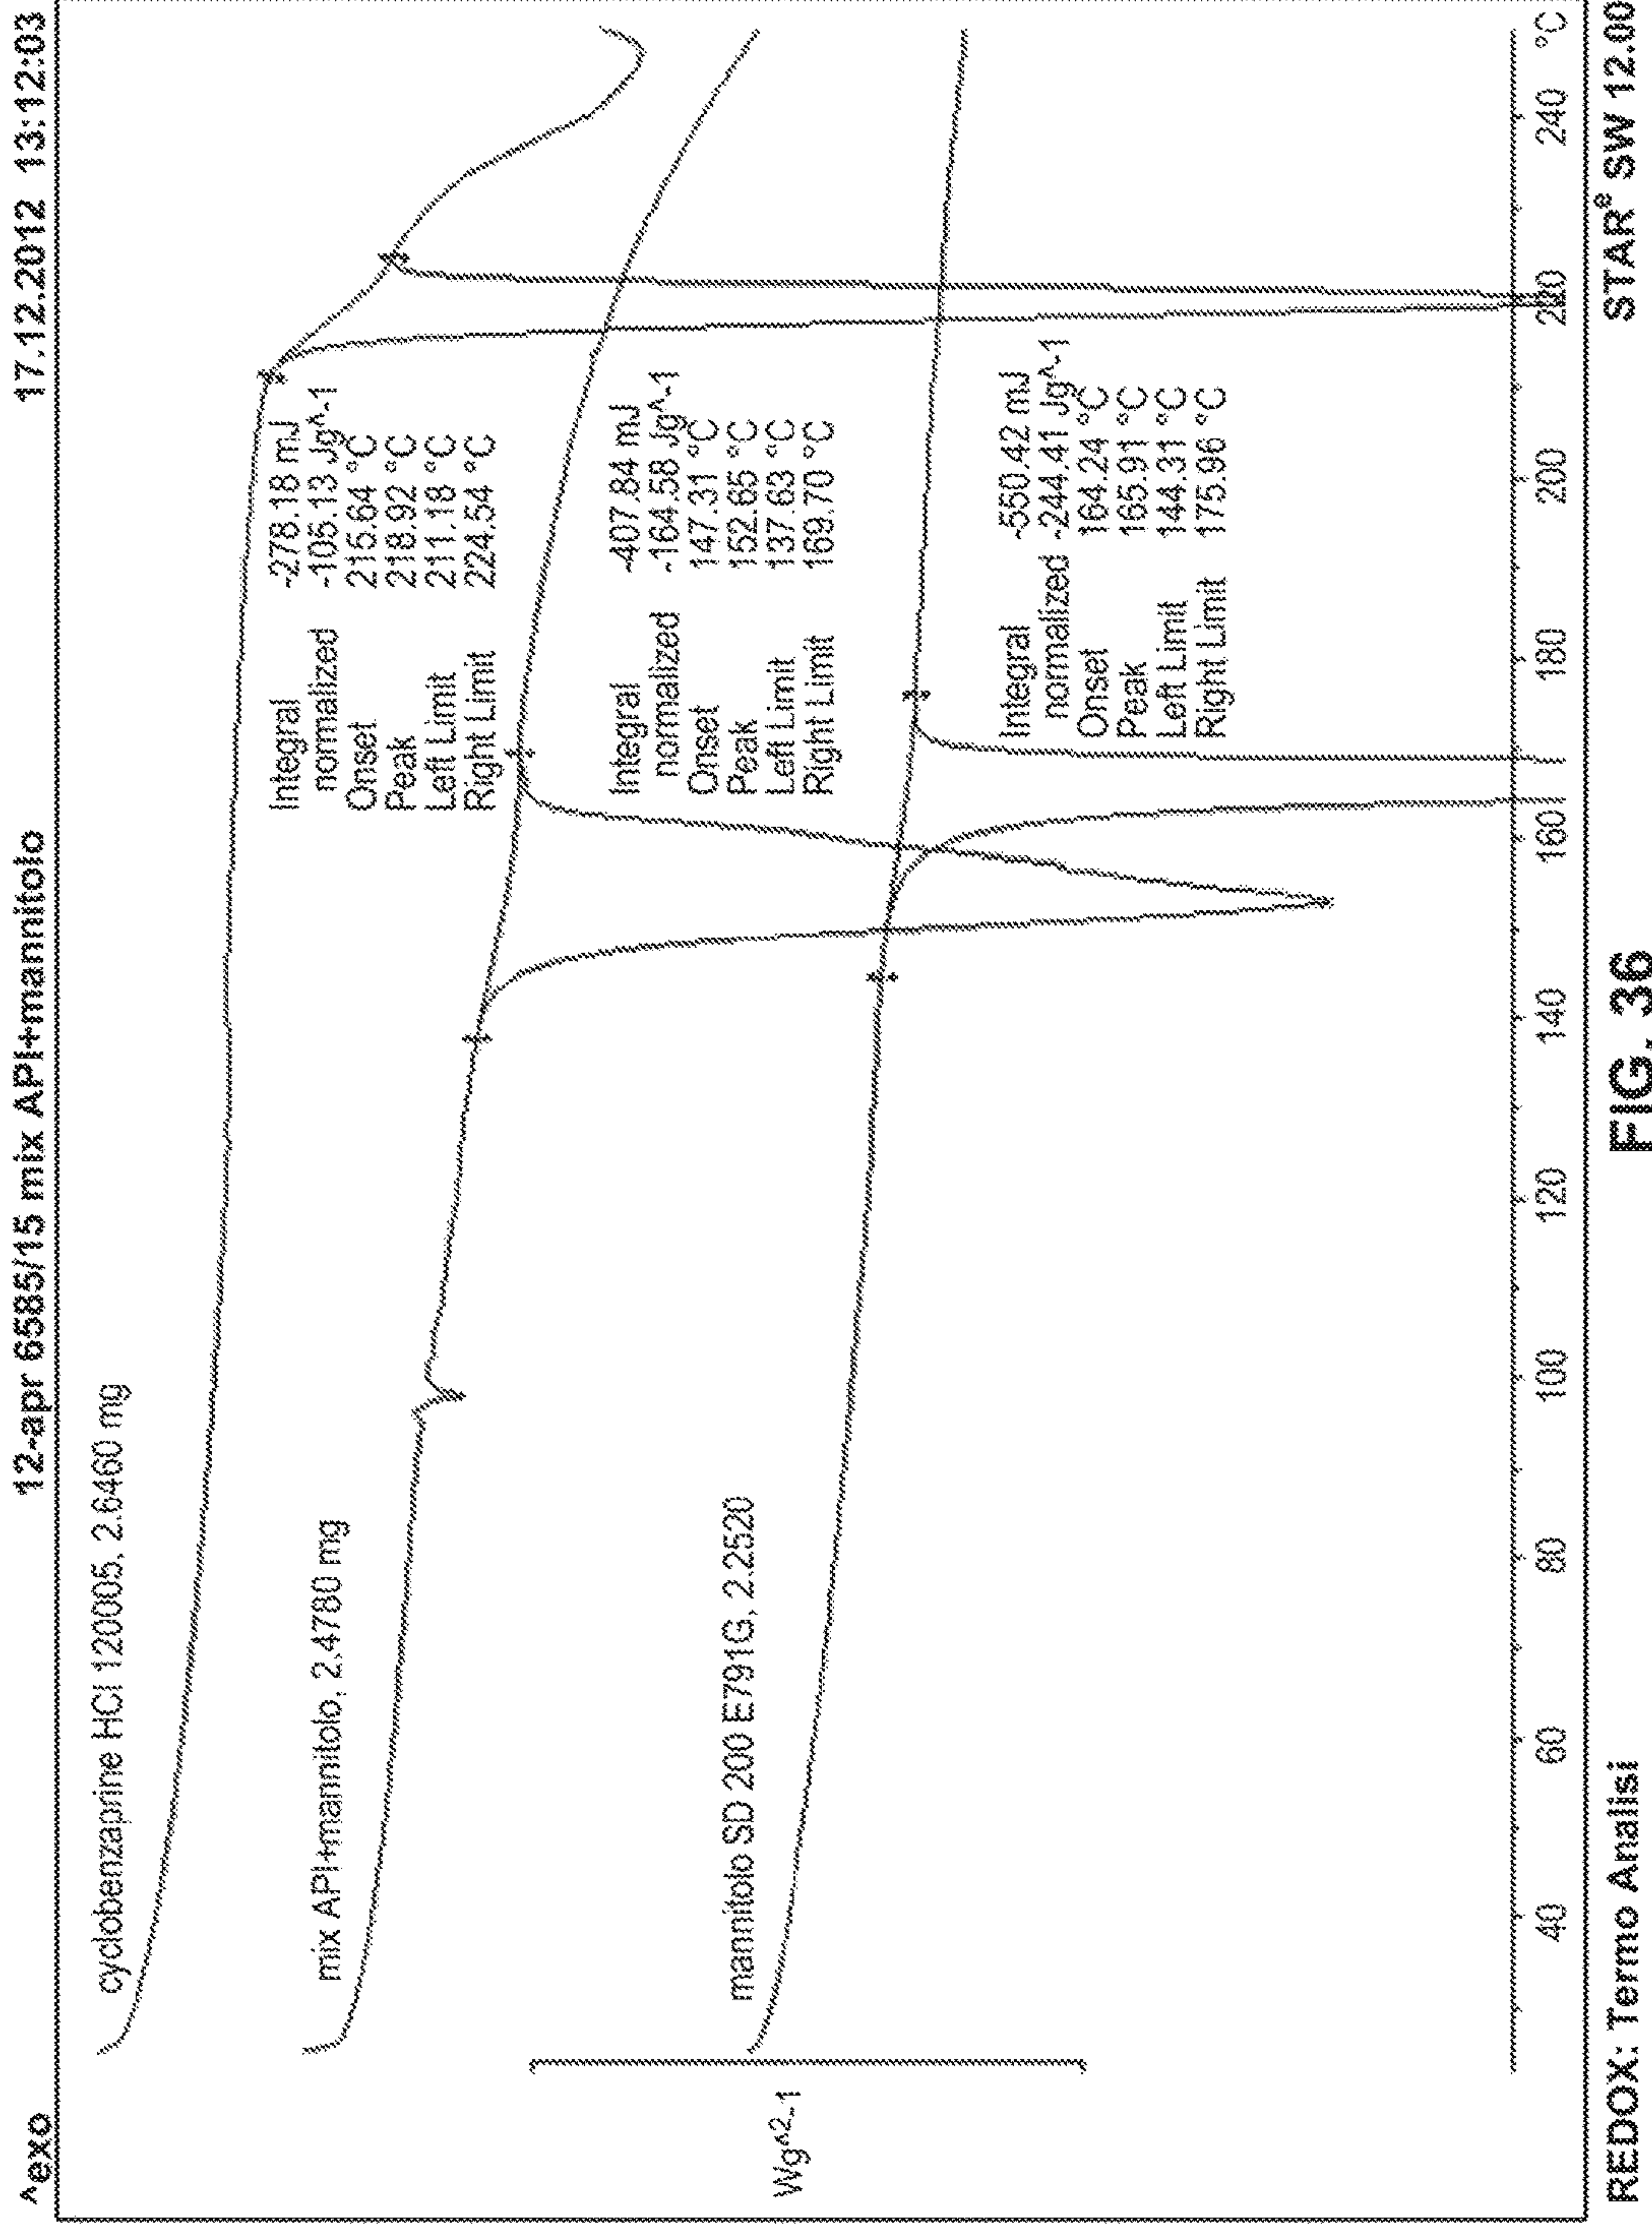 ^exo
12-apr 6585/15 mix API+mannitolo
17.12.2012 13:12:03
cyclobenzaprine HCl 120005, 2.6460 mg
Integral -278.18 mJ
normalized -105.13 Jg^-1
Onset 215.64 °C
Peak 218.92 °C
Left Limit 211.18 °C
Right Limit 224.54 °C
mix API+mannitolo, 2.4780 mg
Integral -407.84 mJ
normalized -164.58 Jg^-1
Onset 147.31 °C
Peak 152.65 °C
Left Limit 137.63 °C
Right Limit 169.70 °C
mannitolo SD 200 E791G, 2.2520
Integral -550.42 mJ
normalized -244.41 Jg^-1
Onset 164.24 °C
Peak 165.91 °C
Left Limit 144.31 °C
Right Limit 175.96 °C
Wg^2-1
40 60 80 100 120 140 160 180 200 220 240 °C
REDOX: Termo Analisi
STARe SW 12.00
FIG. 36